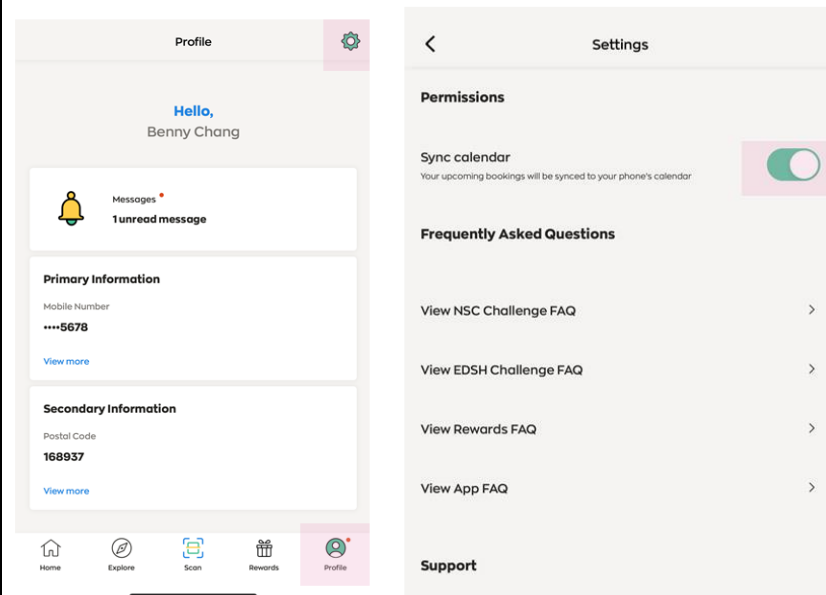 Profile
Hello,
Benny Chang
Messages
1 unread message
Primary Information
Mobile Number
••••5678
View more
Secondary Information
Postal Code
168937
View more
Home
Explore
Scan
Rewards
Profile
Settings
Permissions
Sync calendar
Your upcoming bookings will be synced to your phone's calendar
Frequently Asked Questions
View NSC Challenge FAQ
View EDSH Challenge FAQ
View Rewards FAQ
View App FAQ
Support